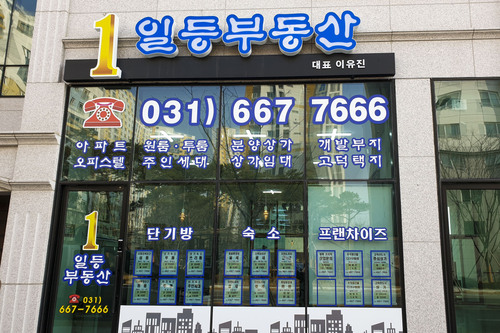 1 일등부동산
대표 이유진
031) 667 7666
아파트 원룸·투룸 분양상가 개발부지
오피스텔 주인세대 상가임대 고덕택지
단기방 숙소 프랜차이즈
1
일등
부동산
031)
667-7666